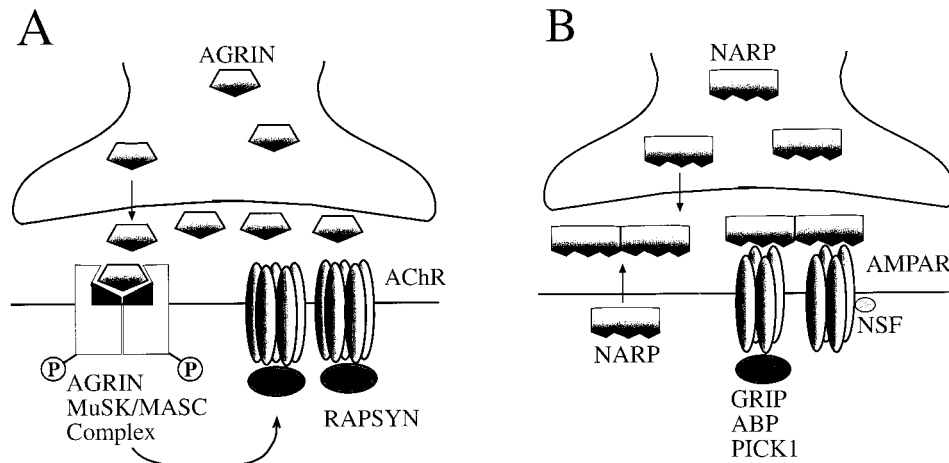 A
AGRIN
AChR
P
P
AGRIN
MuSK/MASC
Complex
RAPSYN
B
NARP
AMPAR
NSF
NARP
GRIP
ABP
PICK1